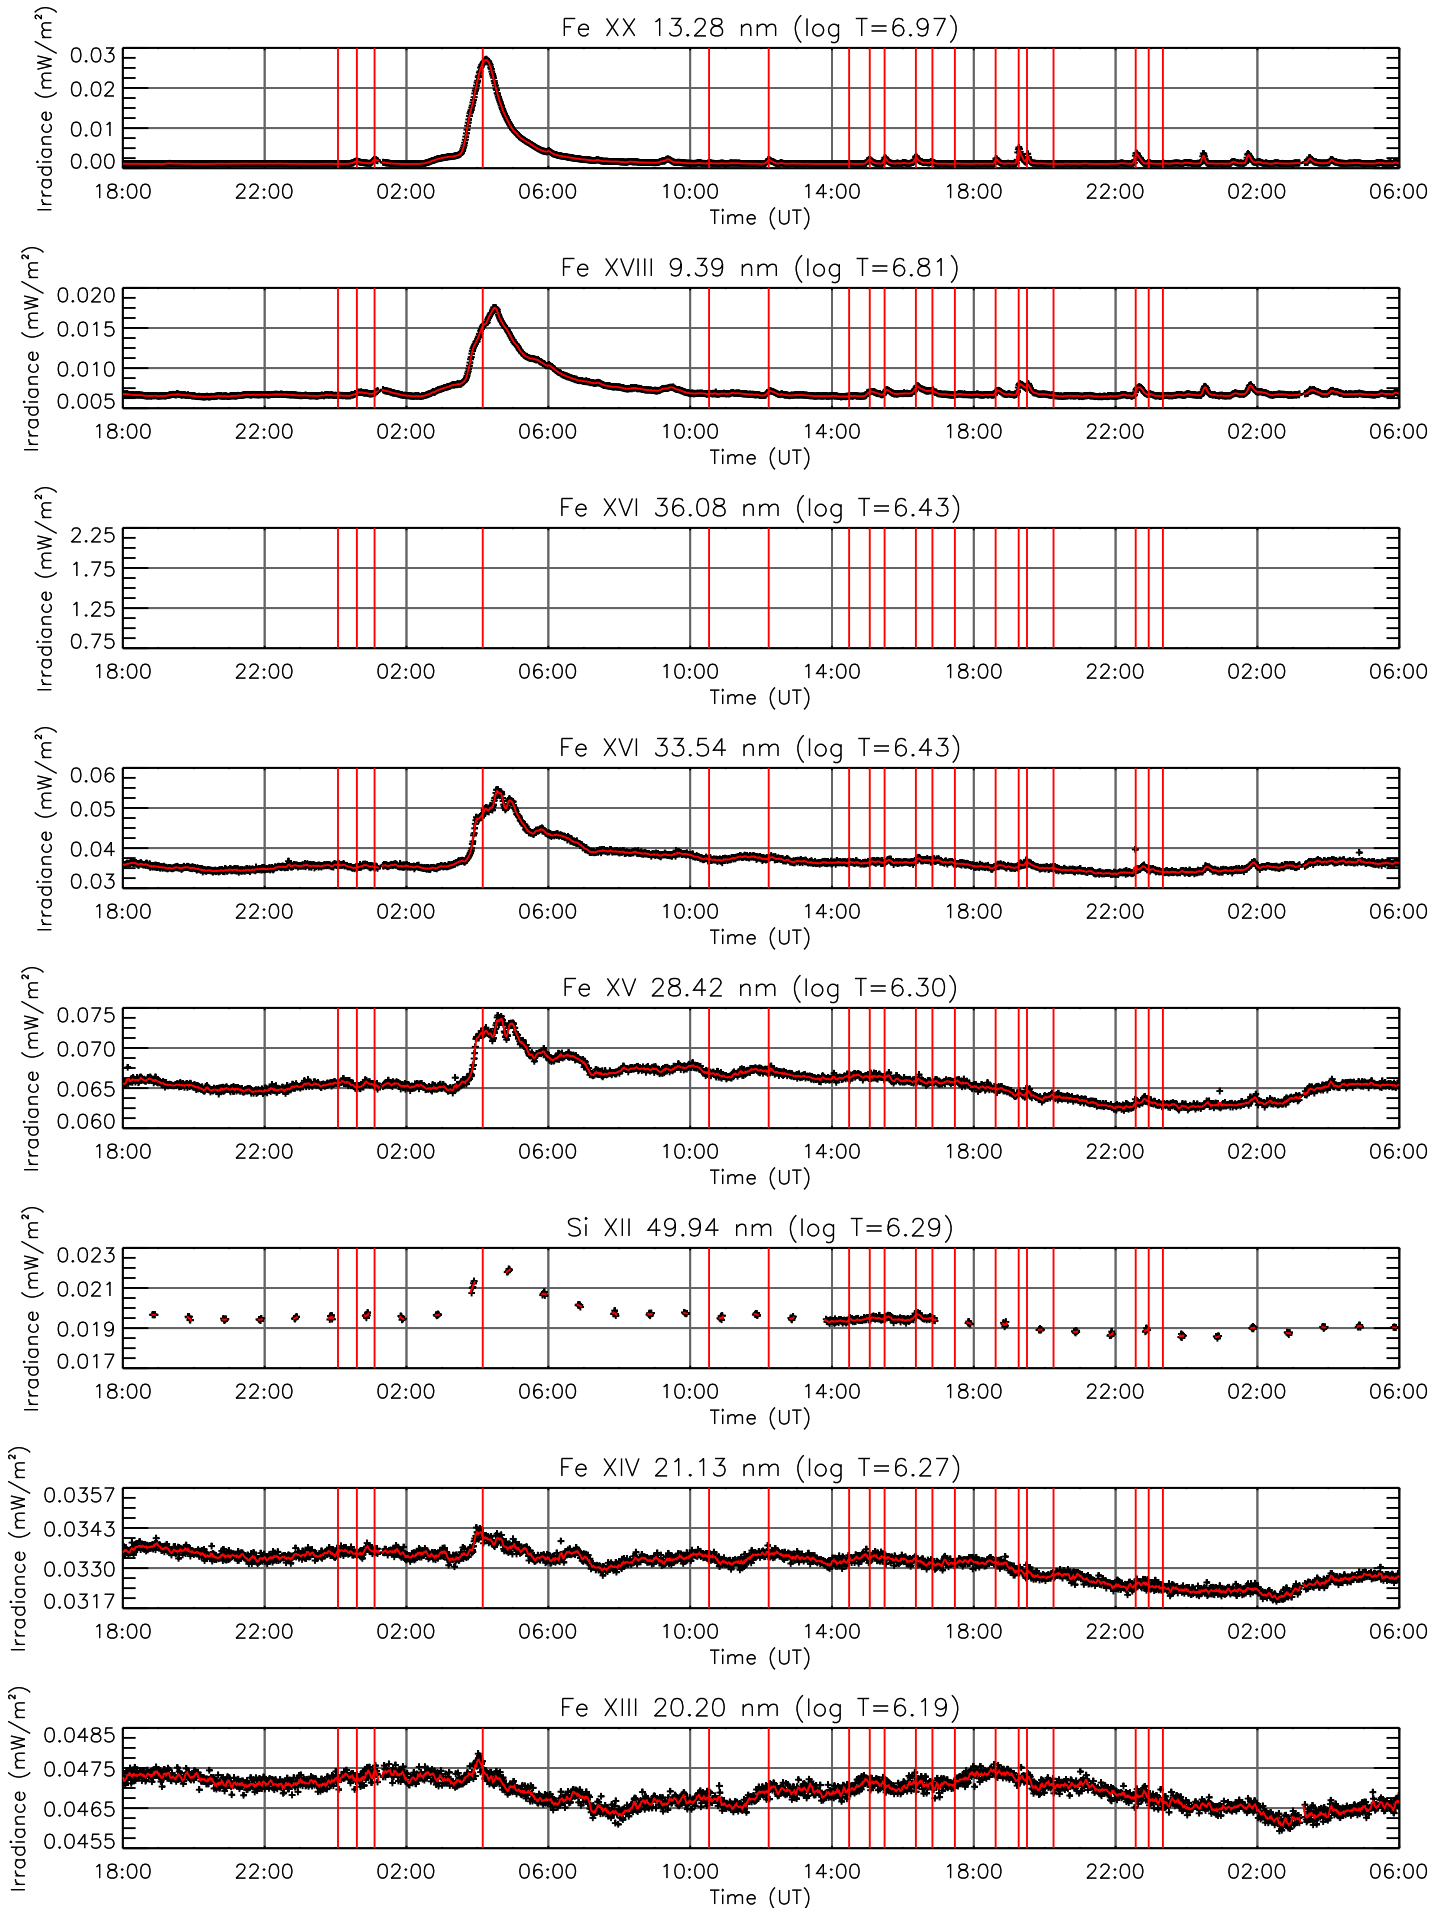 Fe XX 13.28 nm (log T=6.97)
Irradiance (mW/m²)
0.03
0.02
0.01
0.00
18:00 22:00 02:00 06:00 10:00 14:00 18:00 22:00 02:00 06:00
Time (UT)
Fe XVIII 9.39 nm (log T=6.81)
Irradiance (mW/m²)
0.020
0.015
0.010
0.005
18:00 22:00 02:00 06:00 10:00 14:00 18:00 22:00 02:00 06:00
Time (UT)
Fe XVI 36.08 nm (log T=6.43)
Irradiance (mW/m²)
2.25
1.75
1.25
0.75
18:00 22:00 02:00 06:00 10:00 14:00 18:00 22:00 02:00 06:00
Time (UT)
Fe XVI 33.54 nm (log T=6.43)
Irradiance (mW/m²)
0.06
0.05
0.04
0.03
18:00 22:00 02:00 06:00 10:00 14:00 18:00 22:00 02:00 06:00
Time (UT)
Fe XV 28.42 nm (log T=6.30)
Irradiance (mW/m²)
0.075
0.070
0.065
0.060
18:00 22:00 02:00 06:00 10:00 14:00 18:00 22:00 02:00 06:00
Time (UT)
Si XII 49.94 nm (log T=6.29)
Irradiance (mW/m²)
0.023
0.021
0.019
0.017
18:00 22:00 02:00 06:00 10:00 14:00 18:00 22:00 02:00 06:00
Time (UT)
Fe XIV 21.13 nm (log T=6.27)
Irradiance (mW/m²)
0.0357
0.0343
0.0330
0.0317
18:00 22:00 02:00 06:00 10:00 14:00 18:00 22:00 02:00 06:00
Time (UT)
Fe XIII 20.20 nm (log T=6.19)
Irradiance (mW/m²)
0.0485
0.0475
0.0465
0.0455
18:00 22:00 02:00 06:00 10:00 14:00 18:00 22:00 02:00 06:00
Time (UT)